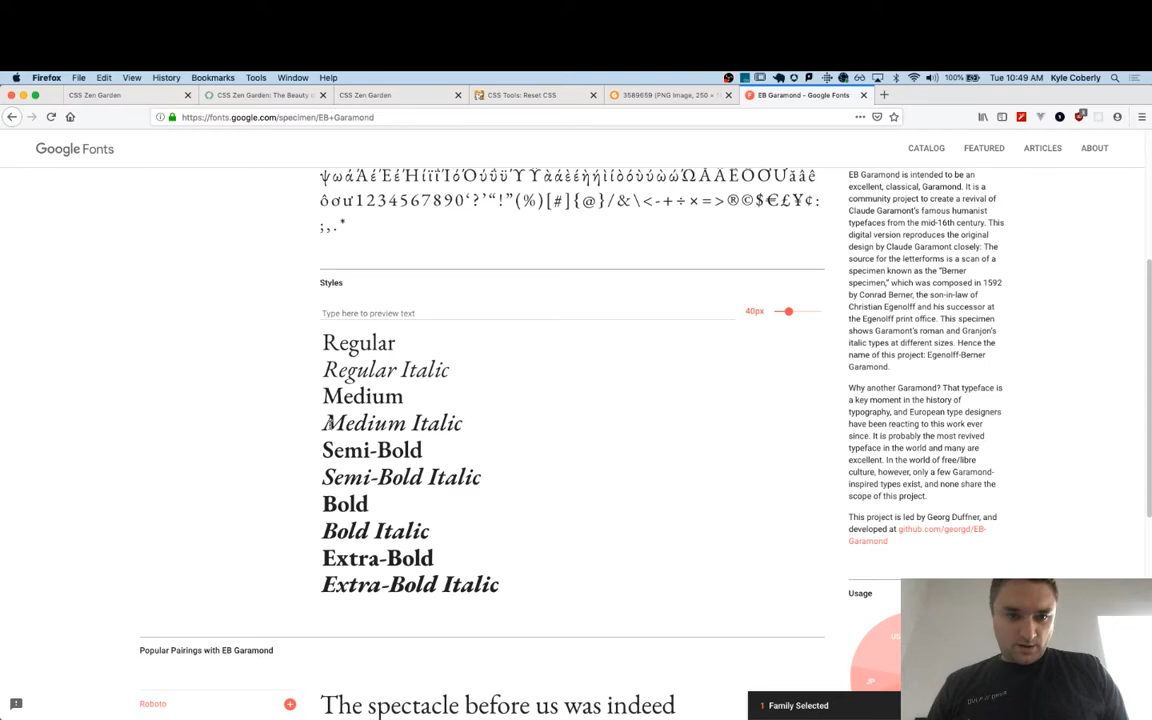 Firefox File Edit View History Bookmarks Tools Window Help 100% Tue 10:49 AM Kyle Coberly
CSS Zen Garden CSS Zen Garden: The Beauty o CSS Zen Garden CSS Tools: Reset CSS 3589659 (PNG Image, 250 × EB Garamond - Google Fonts
https://fonts.google.com/specimen/EB+Garamond
Google Fonts CATALOG FEATURED ARTICLES ABOUT
ôơư1234567890‘?’“!”(%)[#]{@}/&\<-+÷×=>®©$€£¥¢:
;,.*
Styles
Type here to preview text 40px
Regular
Regular Italic
Medium
Medium Italic
Semi-Bold
Semi-Bold Italic
Bold
Bold Italic
Extra-Bold
Extra-Bold Italic
Popular Pairings with EB Garamond
Roboto
The spectacle before us was indeed
EB Garamond is intended to be an
excellent, classical, Garamond. It is a
community project to create a revival of
Claude Garamont's famous humanist
typefaces from the mid-16th century. This
digital version reproduces the original
design by Claude Garamont closely: The
source for the letterforms is a scan of a
specimen known as the "Berner
specimen," which was composed in 1592
by Conrad Berner, the son-in-law of
Christian Egenolff and his successor at
the Egenolff print office. This specimen
shows Garamont's roman and Granjon's
italic types at different sizes. Hence the
name of this project: Egenolff-Berner
Garamond.
Why another Garamond? That typeface is
a key moment in the history of
typography, and European type designers
have been reacting to this work ever
since. It is probably the most revived
typeface in the world and many are
excellent. In the world of free/libre
culture, however, only a few Garamond-
inspired types exist, and none share the
scope of this project.
This project is led by Georg Duffner, and
developed at github.com/georgd/EB-
Garamond
Usage
US
JP
1 Family Selected